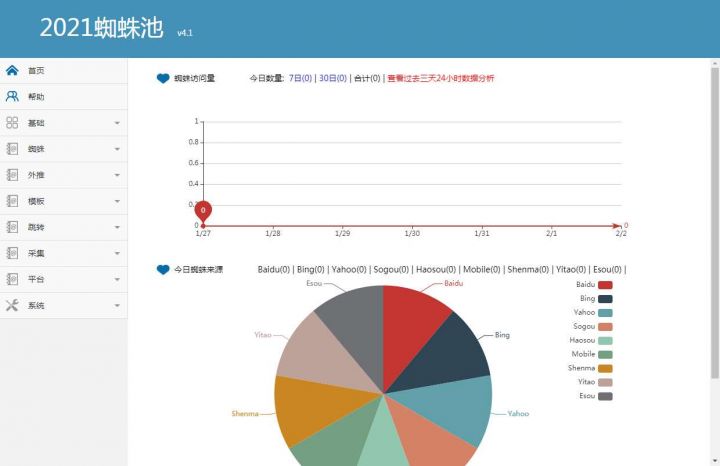 2021蜘蛛池 v4.1
首页
帮助
基础
蜘蛛
外推
模板
跳转
采集
平台
系统
蜘蛛访问量 今日数量: 7日(0) | 30日(0) | 合计(0) | 查看过去三天24小时数据分析
1
0.8
0.6
0.4
0.2
0
0
0
1/27 1/28 1/29 1/30 1/31 2/1 2/2
今日蜘蛛来源 Baidu(0) | Bing(0) | Yahoo(0) | Sogou(0) | Haosou(0) | Mobile(0) | Shenma(0) | Yitao(0) | Esou(0) |
Esou
Baidu
Yitao
Bing
Shenma
Yahoo
Baidu
Bing
Yahoo
Sogou
Haosou
Mobile
Shenma
Yitao
Esou